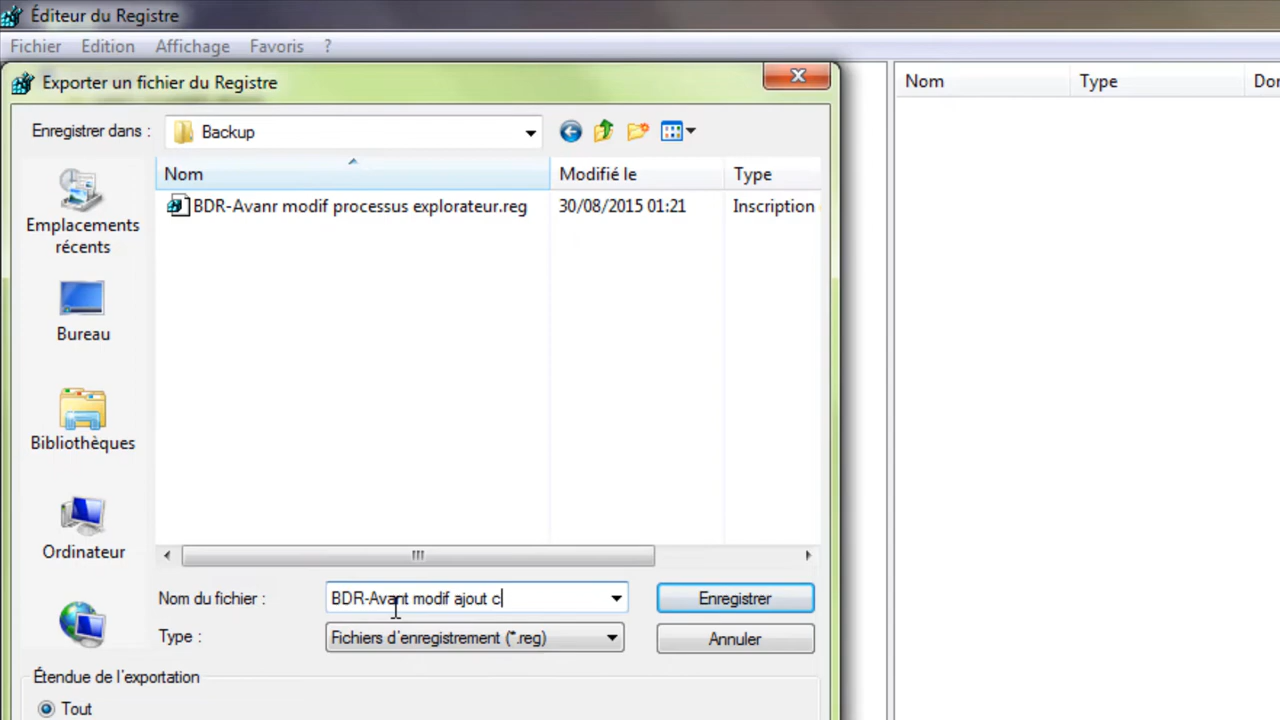 Éditeur du Registre
Fichier Edition Affichage Favoris ?
Exporter un fichier du Registre
Nom Type Dor
Enregistrer dans : Backup
Nom Modifié le Type
BDR-Avanr modif processus explorateur.reg 30/08/2015 01:21 Inscription
Emplacements
récents
Bureau
Bibliothèques
Ordinateur
Nom du fichier : BDR-Avant modif ajout c Enregistrer
Type : Fichiers d'enregistrement (*.reg) Annuler
Étendue de l'exportation
Tout